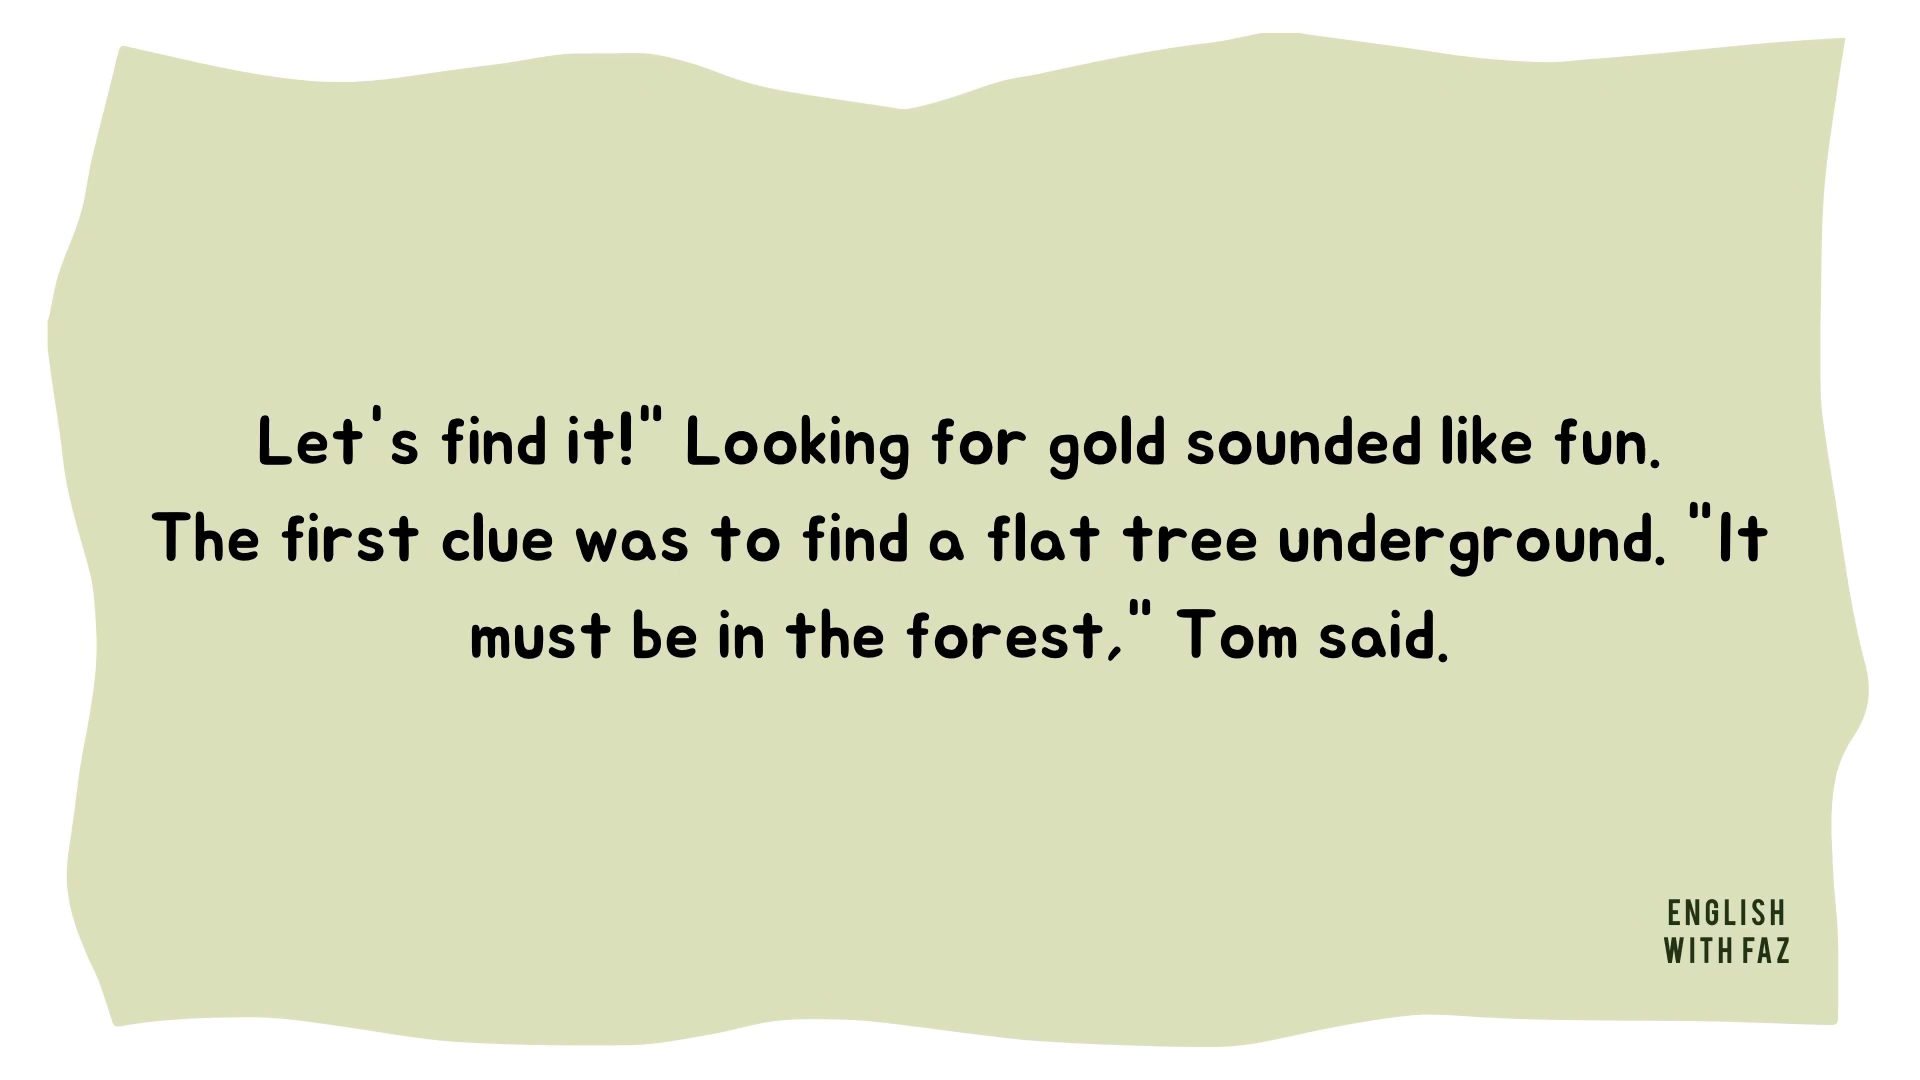 Let's find it!" Looking for gold sounded like fun.
The first clue was to find a flat tree underground. "It
must be in the forest," Tom said.
ENGLISH
WITH FAZ